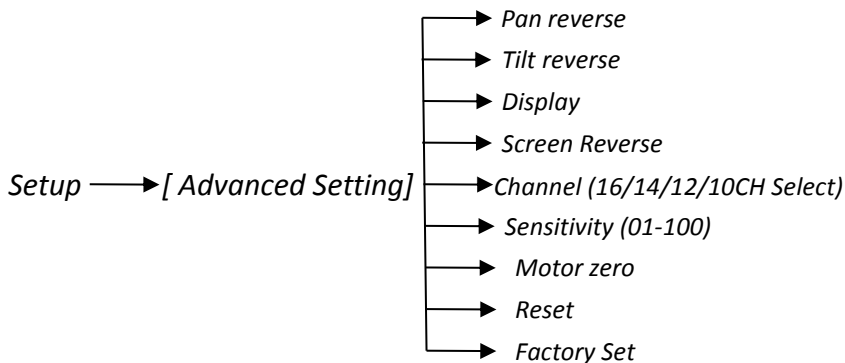 Pan reverse
Tilt reverse
Display
Screen Reverse
Setup [ Advanced Setting] Channel (16/14/12/10CH Select)
Sensitivity (01-100)
Motor zero
Reset
Factory Set